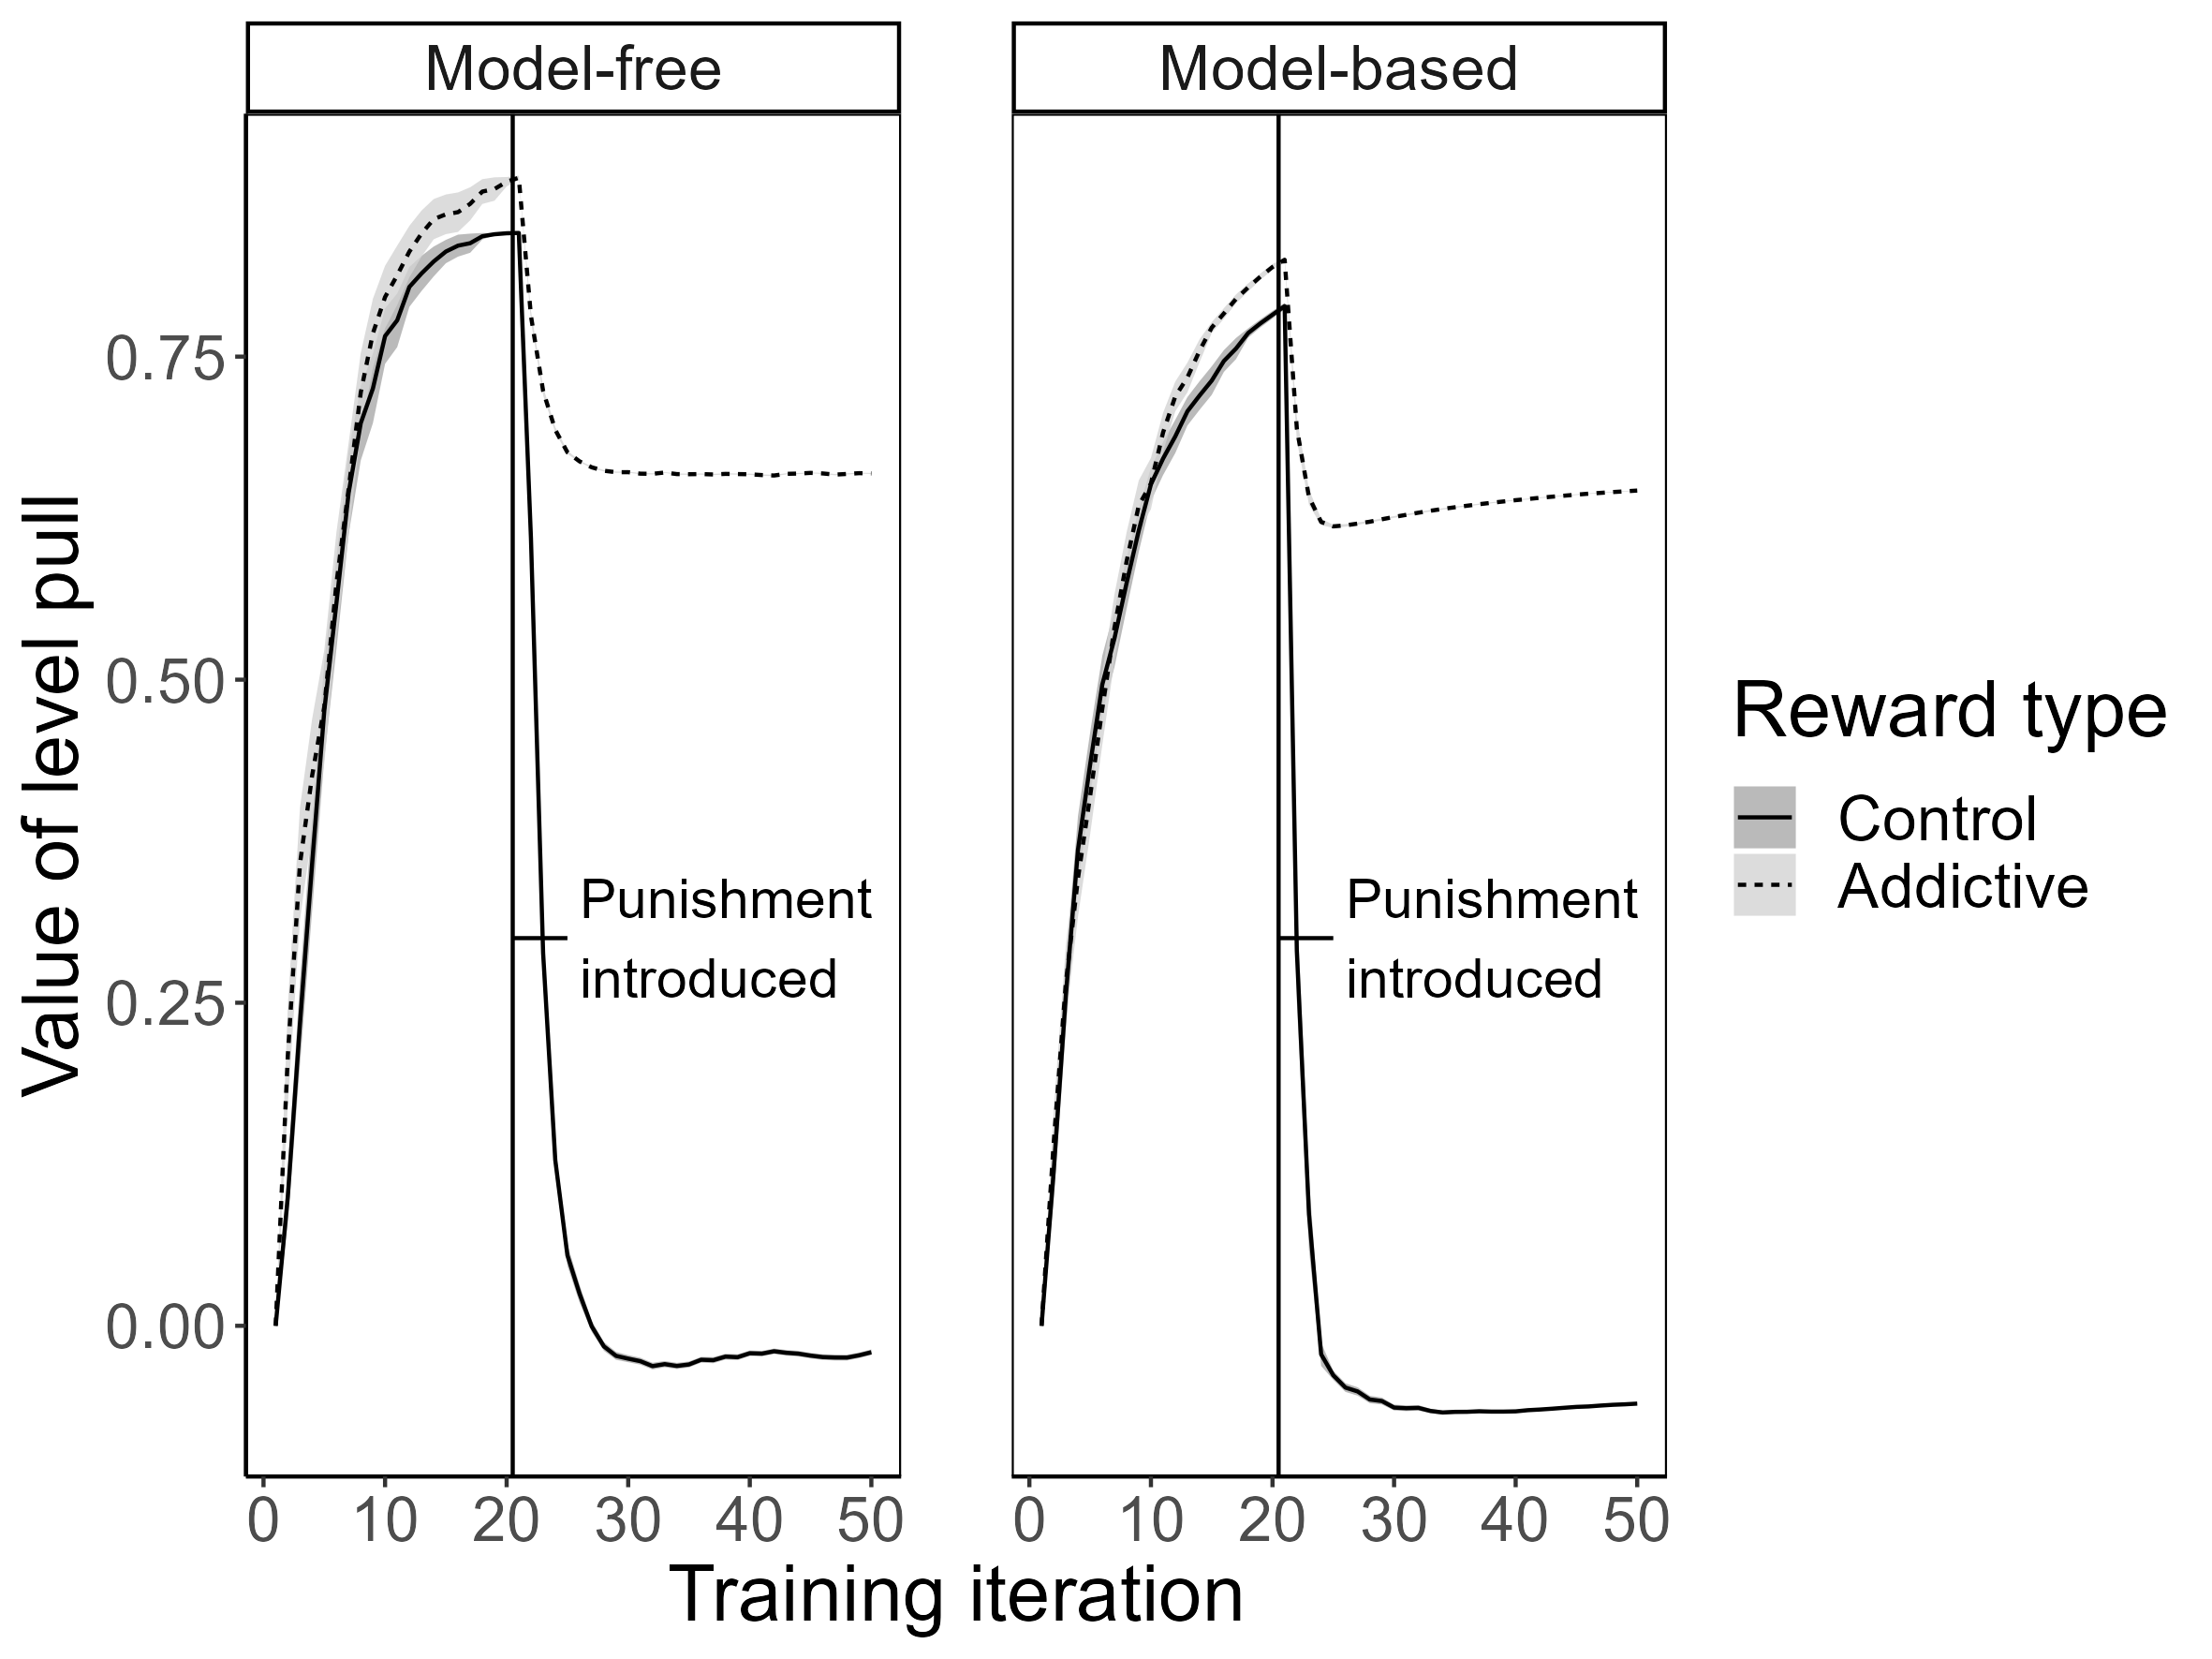 Model-free
Model-based
Value of level pull
0.75
0.50
0.25
0.00
Punishment
introduced
Punishment
introduced
0 10 20 30 40 50
0 10 20 30 40 50
Training iteration
Reward type
Control
Addictive